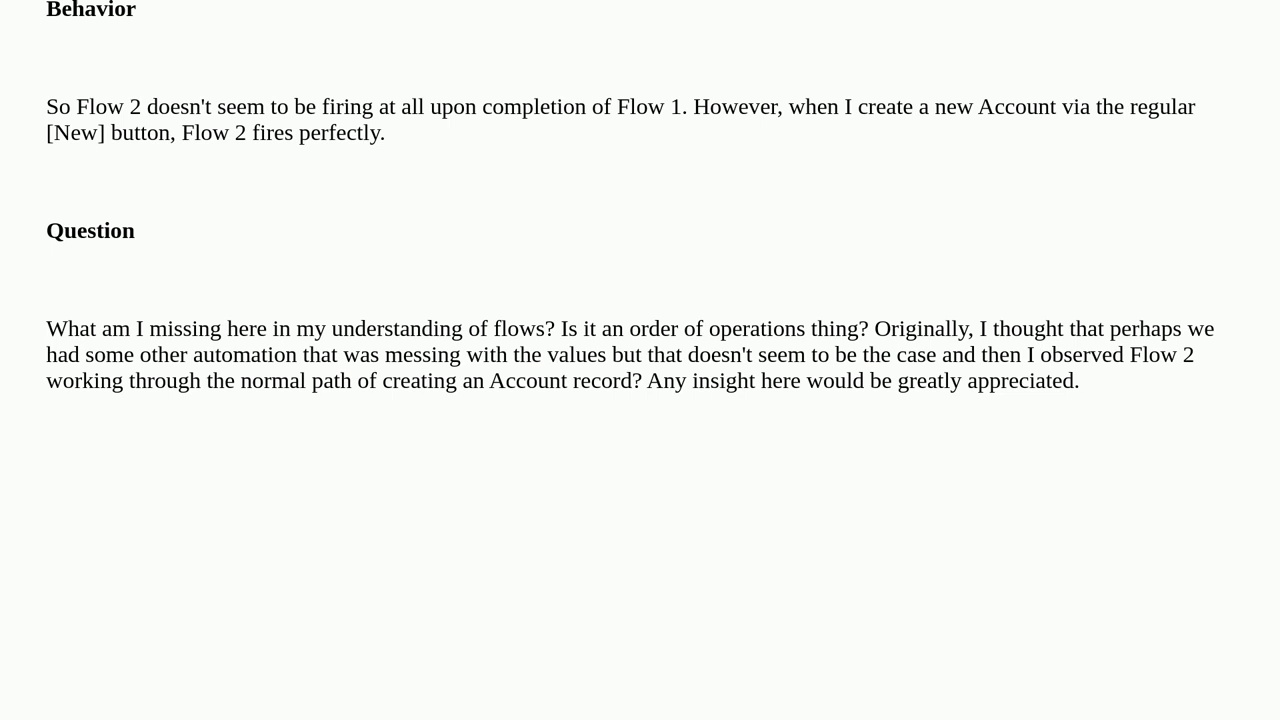 Behavior
So Flow 2 doesn't seem to be firing at all upon completion of Flow 1. However, when I create a new Account via the regular
[New] button, Flow 2 fires perfectly.
Question
What am I missing here in my understanding of flows? Is it an order of operations thing? Originally, I thought that perhaps we
had some other automation that was messing with the values but that doesn't seem to be the case and then I observed Flow 2
working through the normal path of creating an Account record? Any insight here would be greatly appreciated.